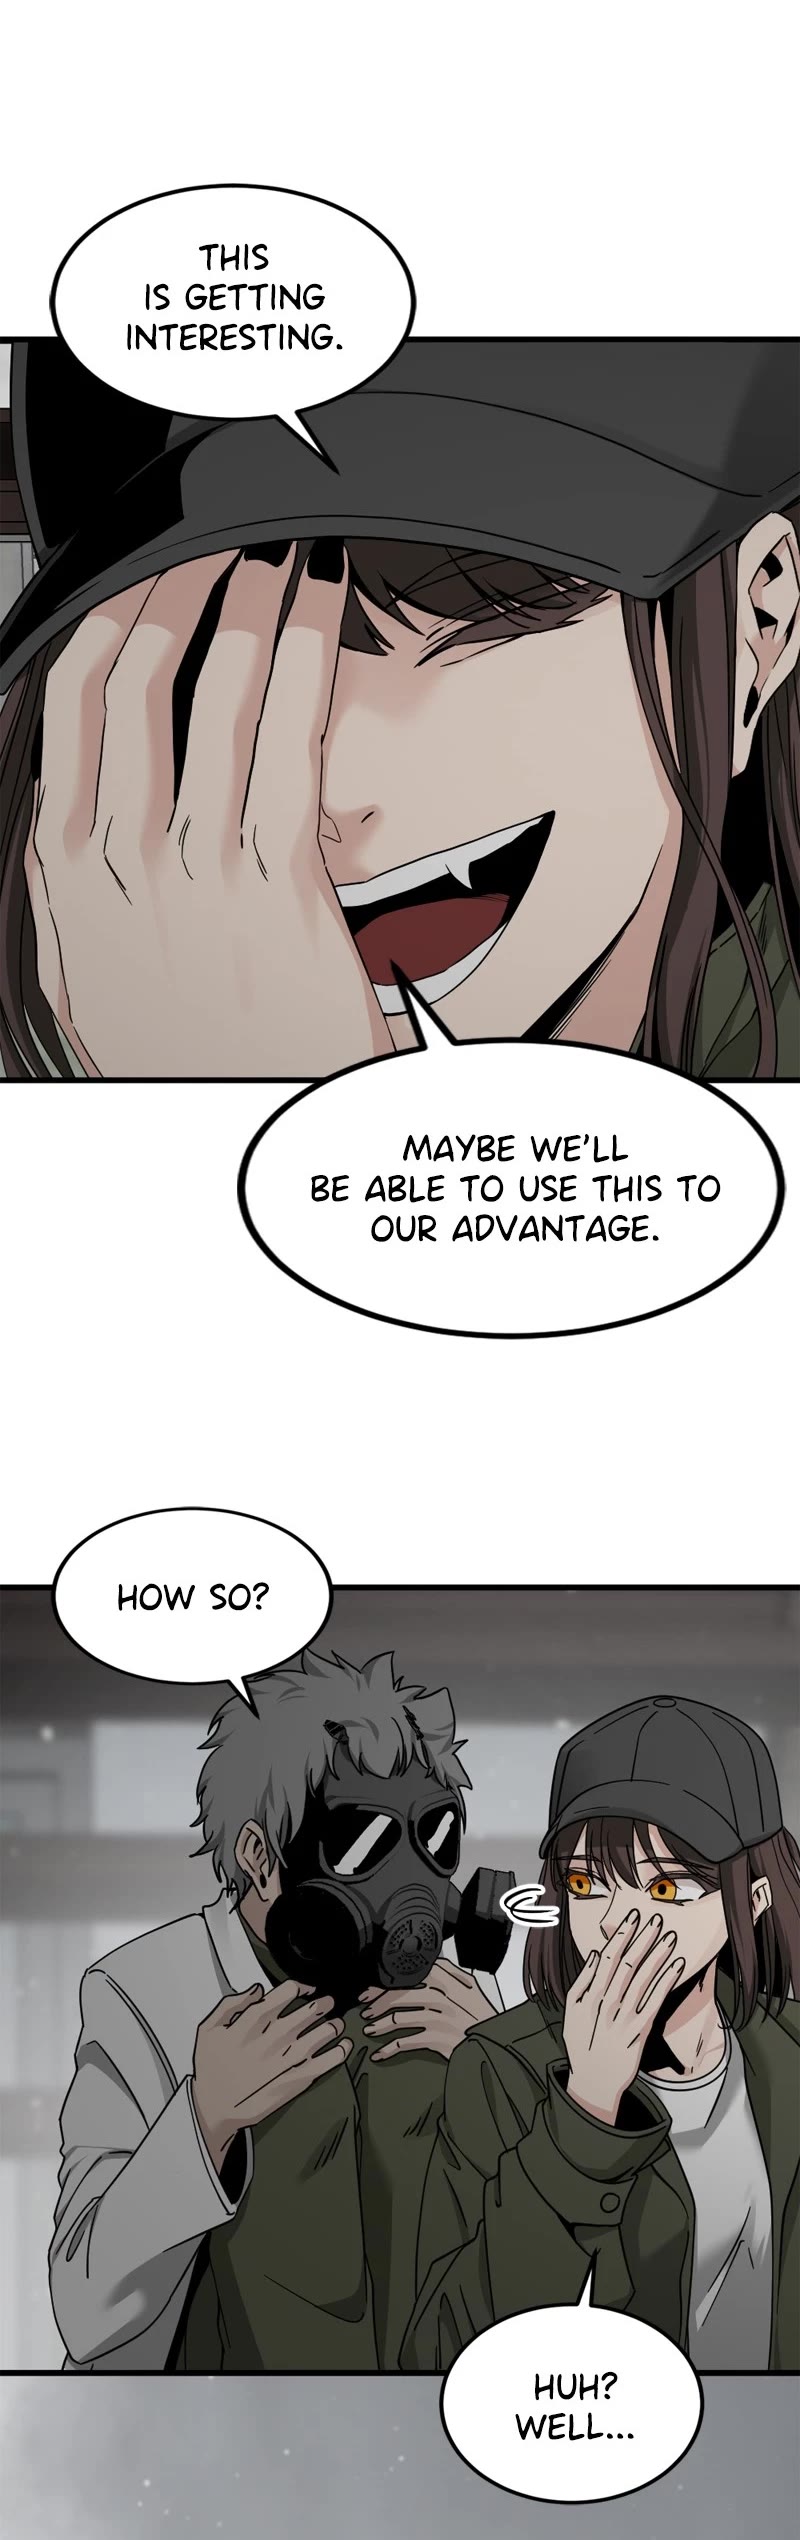 THIS
IS GETTING
INTERESTING.
MAYBE WE'LL
BE ABLE TO USE THIS TO
OUR ADVANTAGE.
HOW SO?
HUH?
WELL...